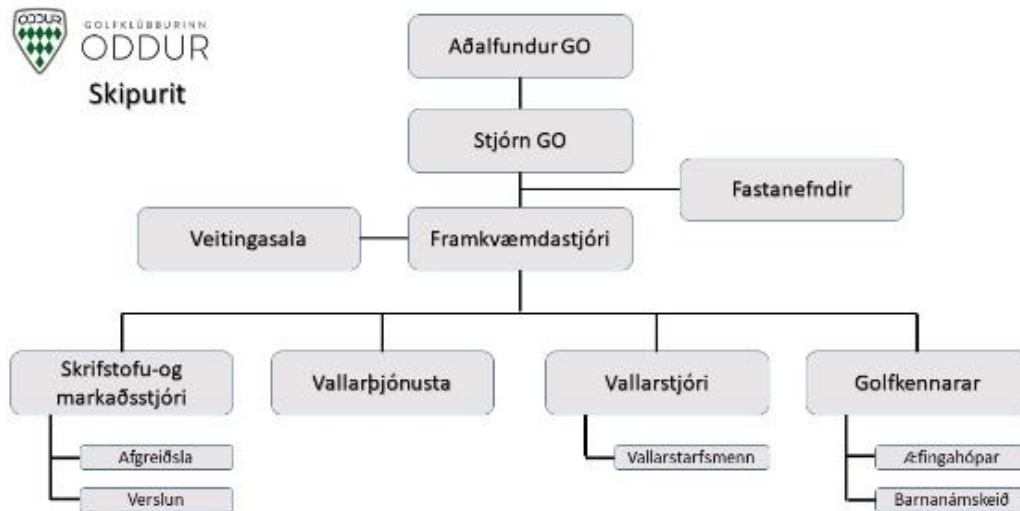 ODDUR
GOLFKLÚBBURINN
ODDUR
Skipurit
Aðalfundur GO
Stjórn GO
Fastanefndir
Veitingasala
Framkvæmdastjóri
Skrifstofu-og
markaðsstjóri
Vallarþjónusta
Vallarstjóri
Golfkennarar
Afgreiðsla
Vallarstarfsmenn
Æfingahópar
Verslun
Barnanámskeið